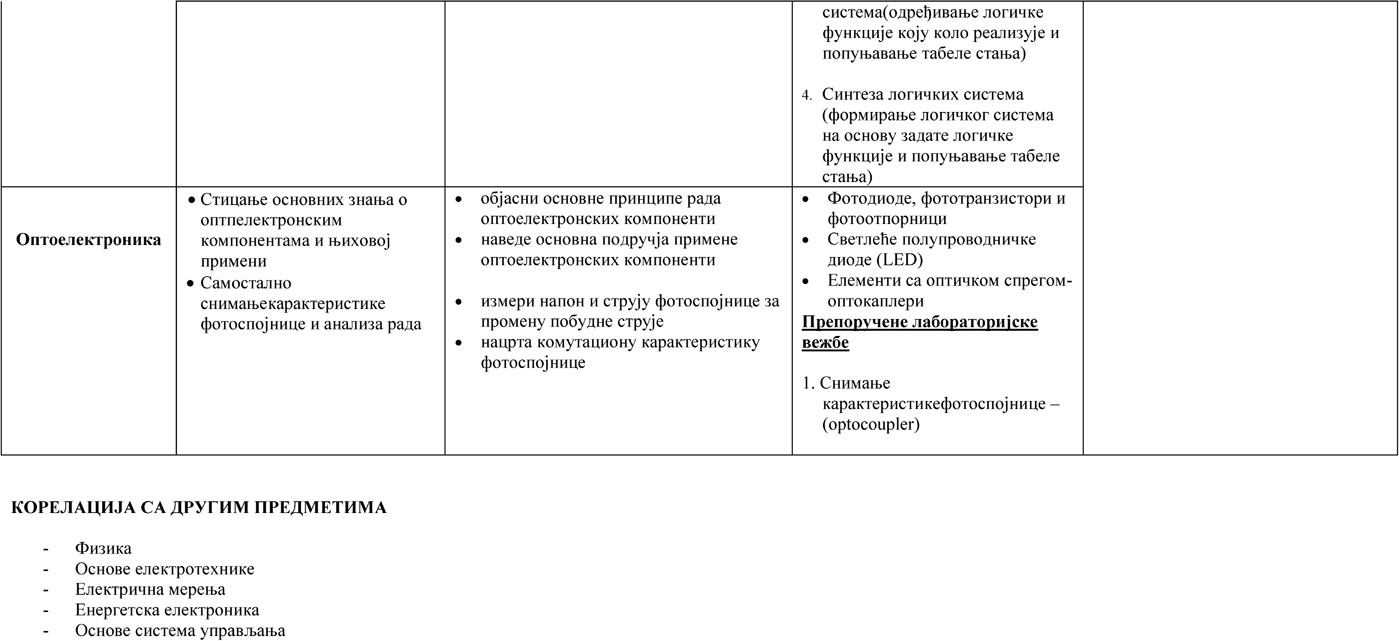 система(одређивање логичке
функције коју коло реализује и
попуњавање табеле стања)
4. Синтеза логичких система
(формирање логичког система
на основу задате логичке
функције и попуњавање табеле
стања)
Оптоелектроника
• Стицање основних знања о
оптпелектронским
компонентама и њиховој
примени
• Самостално
снимањекарактеристике
фотоспојнице и анализа рада
• објасни основне принципе рада
оптоелектронских компоненти
• наведе основна подручја примене
оптоелектронских компоненти
• измери напон и струју фотоспојнице за
промену побудне струје
• нацрта комутациону карактеристику
фотоспојнице
• Фотодиоде, фототранзистори и
фотоотпорници
• Светлеће полупроводничке
диоде (LED)
• Елементи са оптичком спрегом-
оптокаплери
Препоручене лабораторијске
вежбе
1. Снимање
карактеристикефотоспојнице –
(optocoupler)
КОРЕЛАЦИЈА СА ДРУГИМ ПРЕДМЕТИМА
- Физика
- Основе електротехнике
- Електрична мерења
- Енергетска електроника
- Основе система управљања